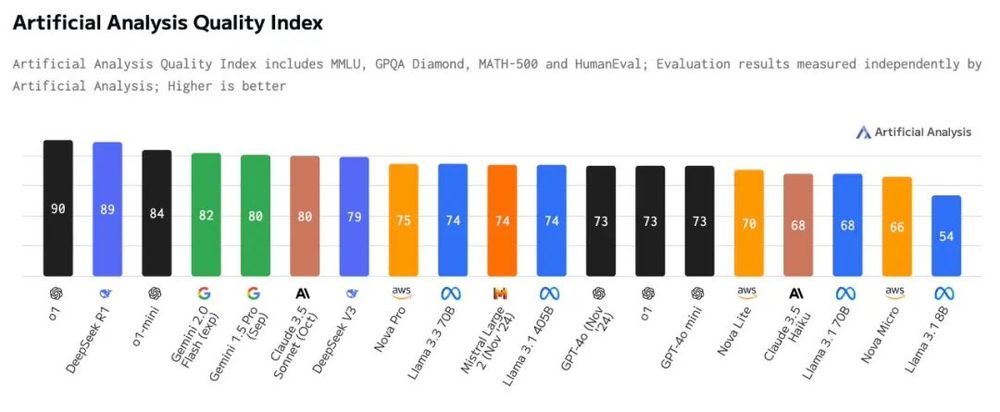 Artificial Analysis Quality Index
Artificial Analysis Quality Index includes MMLU, GPQA Diamond, MATH-500 and HumanEval; Evaluation results measured independently by
Artificial Analysis; Higher is better
Artificial Analysis
90
89
84
82
80
80
79
75
74
74
74
73
73
73
70
68
68
66
54
aws
aws
aws
o1
DeepSeek R1
o1-mini
Gemini 2.0
Flash (exp)
Gemini 1.5 Pro
(Sep)
Claude 3.5
Sonnet (Oct)
DeepSeek V3
Nova Pro
Llama 3.3 70B
Mistral Large
2 (Nov '24)
Llama 3.1 405B
GPT-4o (Nov
'24)
o1
GPT-4o mini
Nova Lite
Claude 3.5
Haiku
Llama 3.1 70B
Nova Micro
Llama 3.1 8B